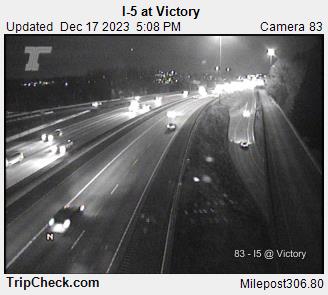 I-5 at Victory
Updated Dec 17 2023 5:08 PM Camera 83
T
N
83 - I5 @ Victory
TripCheck.com Milepost306.80